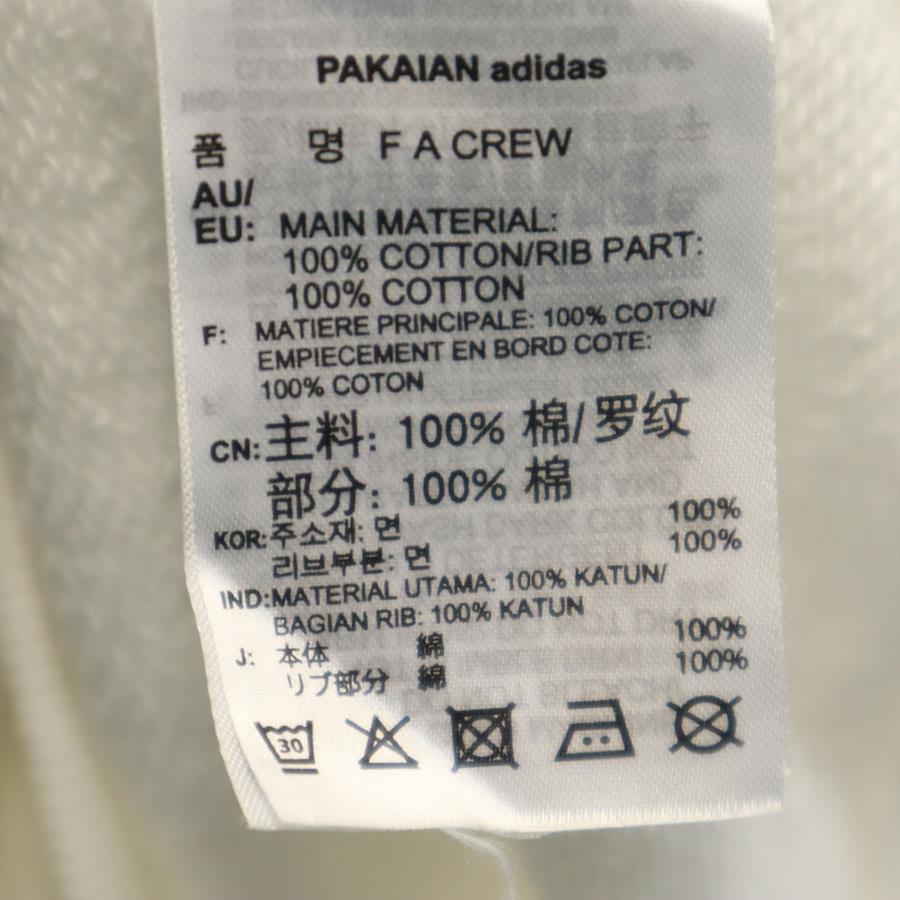 PAKAIAN adidas
품 명 F A CREW
AU/
EU: MAIN MATERIAL:
100% COTTON/RIB PART:
100% COTTON
F: MATIERE PRINCIPALE: 100% COTON/
EMPIECEMENT EN BORD COTE:
100% COTON
CN: 主料: 100% 棉/罗纹
部分: 100% 棉
KOR: 주소재: 면 100%
리브부분: 면 100%
IND: MATERIAL UTAMA: 100% KATUN/
BAGIAN RIB: 100% KATUN
J: 本体 綿 100%
リブ部分 綿 100%
30